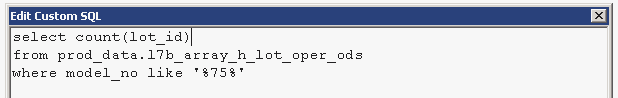 Edit Custom SQL
select count(lot_id)
from prod_data.l7b_array_h_lot_oper_ods
where model_no like '%75%'